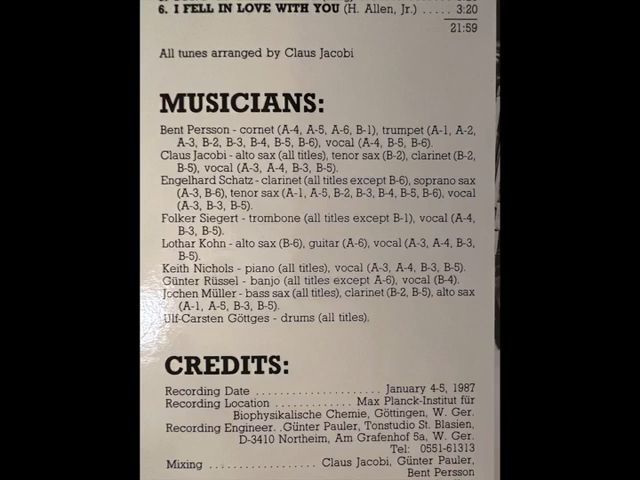 6. I FELL IN LOVE WITH YOU (H. Allen, Jr.) ..... 3:20
21:59
All tunes arranged by Claus Jacobi
MUSICIANS:
Bent Persson - cornet (A-4, A-5, A-6, B-1), trumpet (A-1, A-2,
A-3, B-2, B-3, B-4, B-5, B-6), vocal (A-4, B-5, B-6).
Claus Jacobi - alto sax (all titles), tenor sax (B-2), clarinet (B-2,
B-5), vocal (A-3, A-4, B-3, B-5).
Engelhard Schatz - clarinet (all titles except B-6), soprano sax
(A-3, B-6), tenor sax (A-1, A-5, B-2, B-3, B-4, B-5, B-6), vocal
(A-3, B-3, B-5).
Folker Siegert - trombone (all titles except B-1), vocal (A-4,
B-3, B-5).
Lothar Kohn - alto sax (B-6), guitar (A-6), vocal (A-3, A-4, B-3,
B-5).
Keith Nichols - piano (all titles), vocal (A-3, A-4, B-3, B-5).
Günter Rüssel - banjo (all titles except A-6), vocal (B-4).
Jochen Müller - bass sax (all titles), clarinet (B-2, B-5), alto sax
(A-1, A-5, B-3, B-5).
Ulf-Carsten Göttges - drums (all titles).
CREDITS:
Recording Date .................... January 4-5, 1987
Recording Location ............ Max Planck-Institut für
Biophysikalische Chemie, Göttingen, W. Ger.
Recording Engineer. .Günter Pauler, Tonstudio St. Blasien,
D-3410 Northeim, Am Grafenhof 5a, W. Ger.
Tel: 0551-61313
Mixing ................. Claus Jacobi, Günter Pauler,
Bent Persson